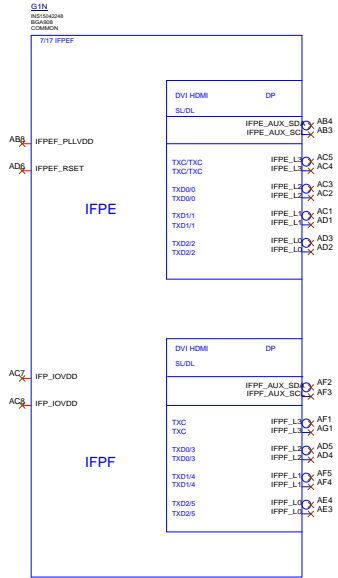 G1N
INS15042248
BGA908
COMMON
7/17 IFPEF
DVI HDMI DP
SL/DL
IFPE_AUX_SDA AB4
IFPE_AUX_SCL AB3
AB8 IFPEF_PLLVDD
TXC/TXC IFPE_L3 AC5
TXC/TXC IFPE_L3 AC4
AD6 IFPEF_RSET
TXD0/0 IFPE_L2 AC3
TXD0/0 IFPE_L2 AC2
IFPE
TXD1/1 IFPE_L1 AC1
TXD1/1 IFPE_L1 AD1
TXD2/2 IFPE_L0 AD3
TXD2/2 IFPE_L0 AD2
DVI HDMI DP
SL/DL
AC7 IFP_IOVDD
IFPF_AUX_SDA AF2
IFPF_AUX_SCL AF3
AC8 IFP_IOVDD
TXC IFPF_L3 AF1
TXC IFPF_L3 AG1
TXD0/3 IFPF_L2 AD5
TXD0/3 IFPF_L2 AD4
IFPF
TXD1/4 IFPF_L1 AF5
TXD1/4 IFPF_L1 AF4
TXD2/5 IFPF_L0 AE4
TXD2/5 IFPF_L0 AE3